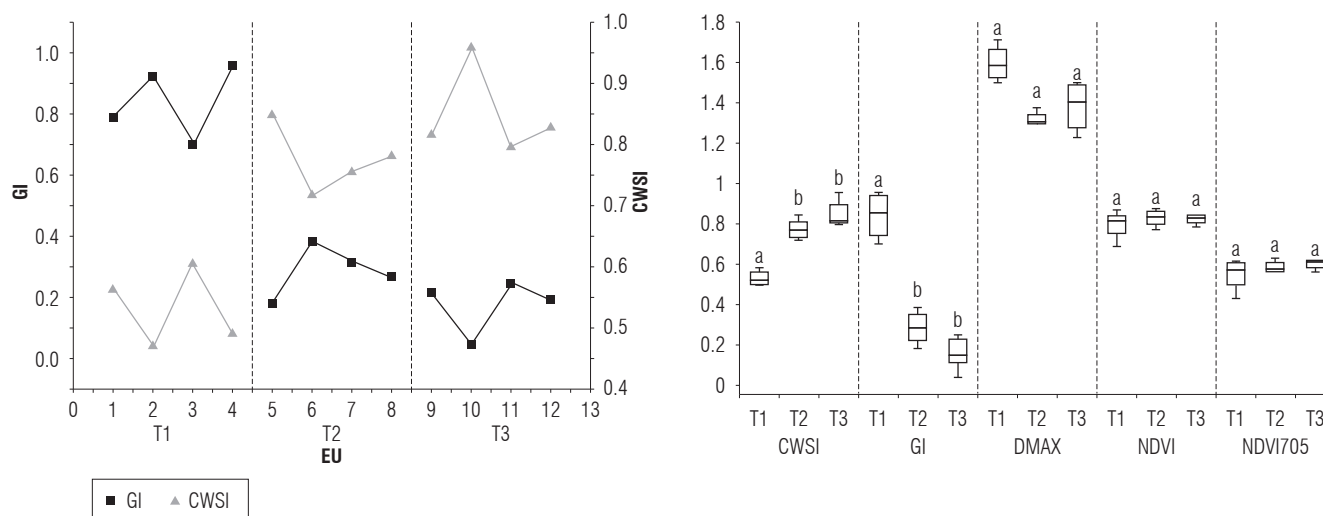 GI
1.0
0.8
0.6
0.4
0.2
0.0
1.0
0.9
0.8
0.7
0.6
0.5
0.4
CWSI
0 1 2 3 4 5 6 7 8 9 10 11 12 13
T1 T2 T3
EU
GI CWSI
1.8
1.6
1.4
1.2
1
0.8
0.6
0.4
0.2
0
a b b a b b a a a a a a a a a
T1 T2 T3 T1 T2 T3 T1 T2 T3 T1 T2 T3 T1 T2 T3
CWSI GI DMAX NDVI NDVI705